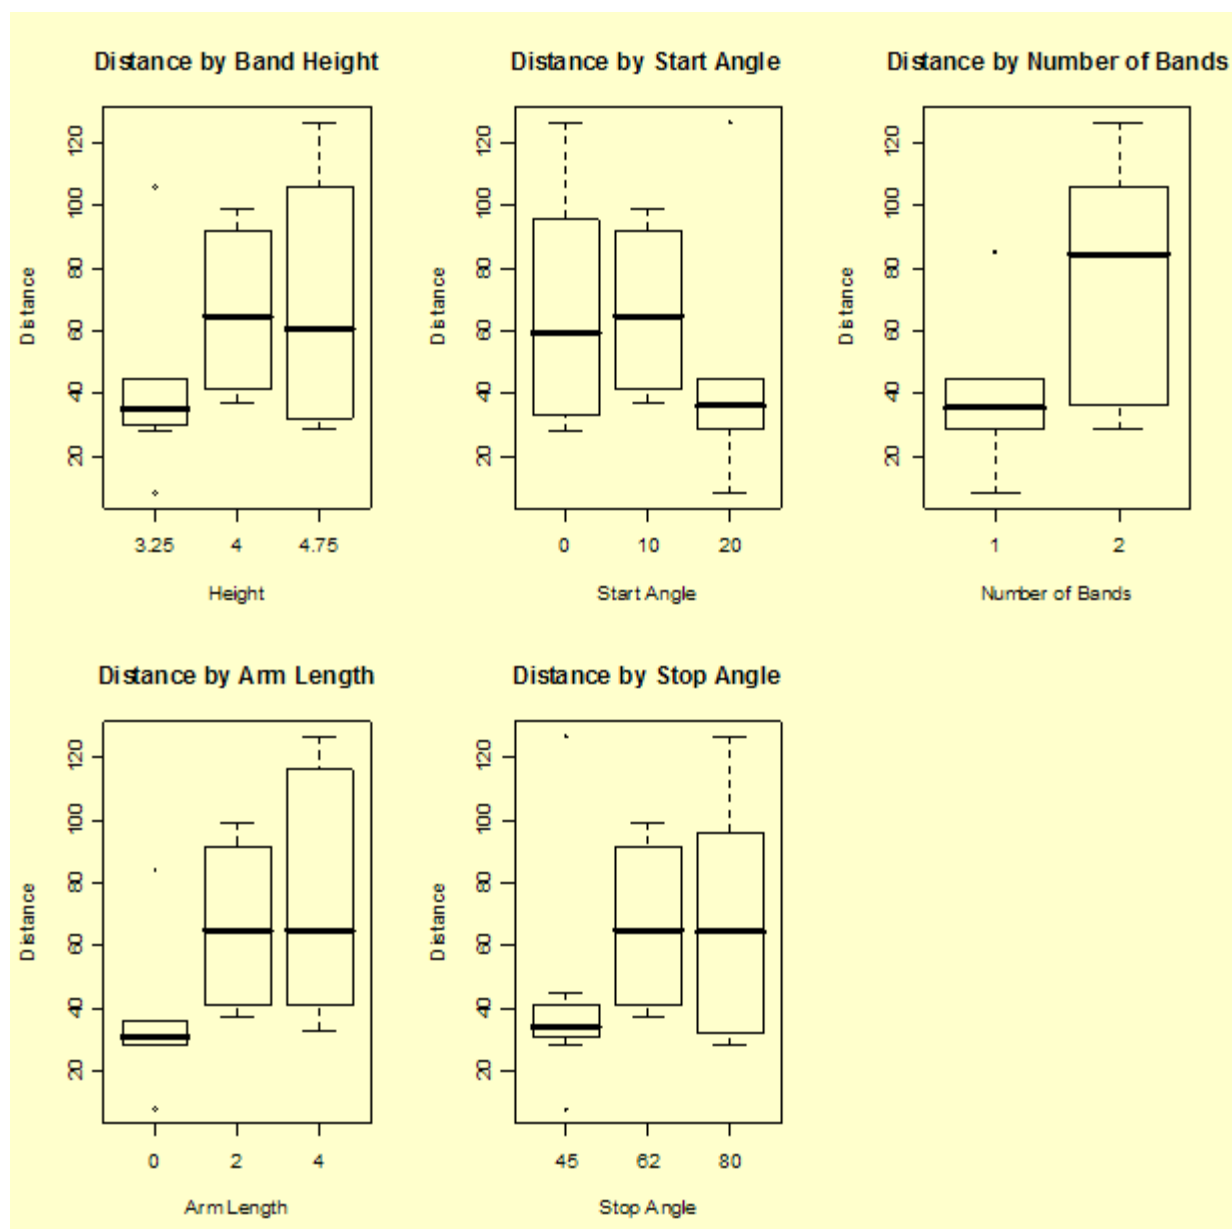 Distance by Band Height
Distance
20 40 60 80 100 120
3.25 4 4.75
Height
Distance by Start Angle
Distance
20 40 60 80 100 120
0 10 20
Start Angle
Distance by Number of Bands
Distance
20 40 60 80 100 120
1 2
Number of Bands
Distance by Arm Length
Distance
20 40 60 80 100 120
0 2 4
Arm Length
Distance by Stop Angle
Distance
20 40 60 80 100 120
45 62 80
Stop Angle